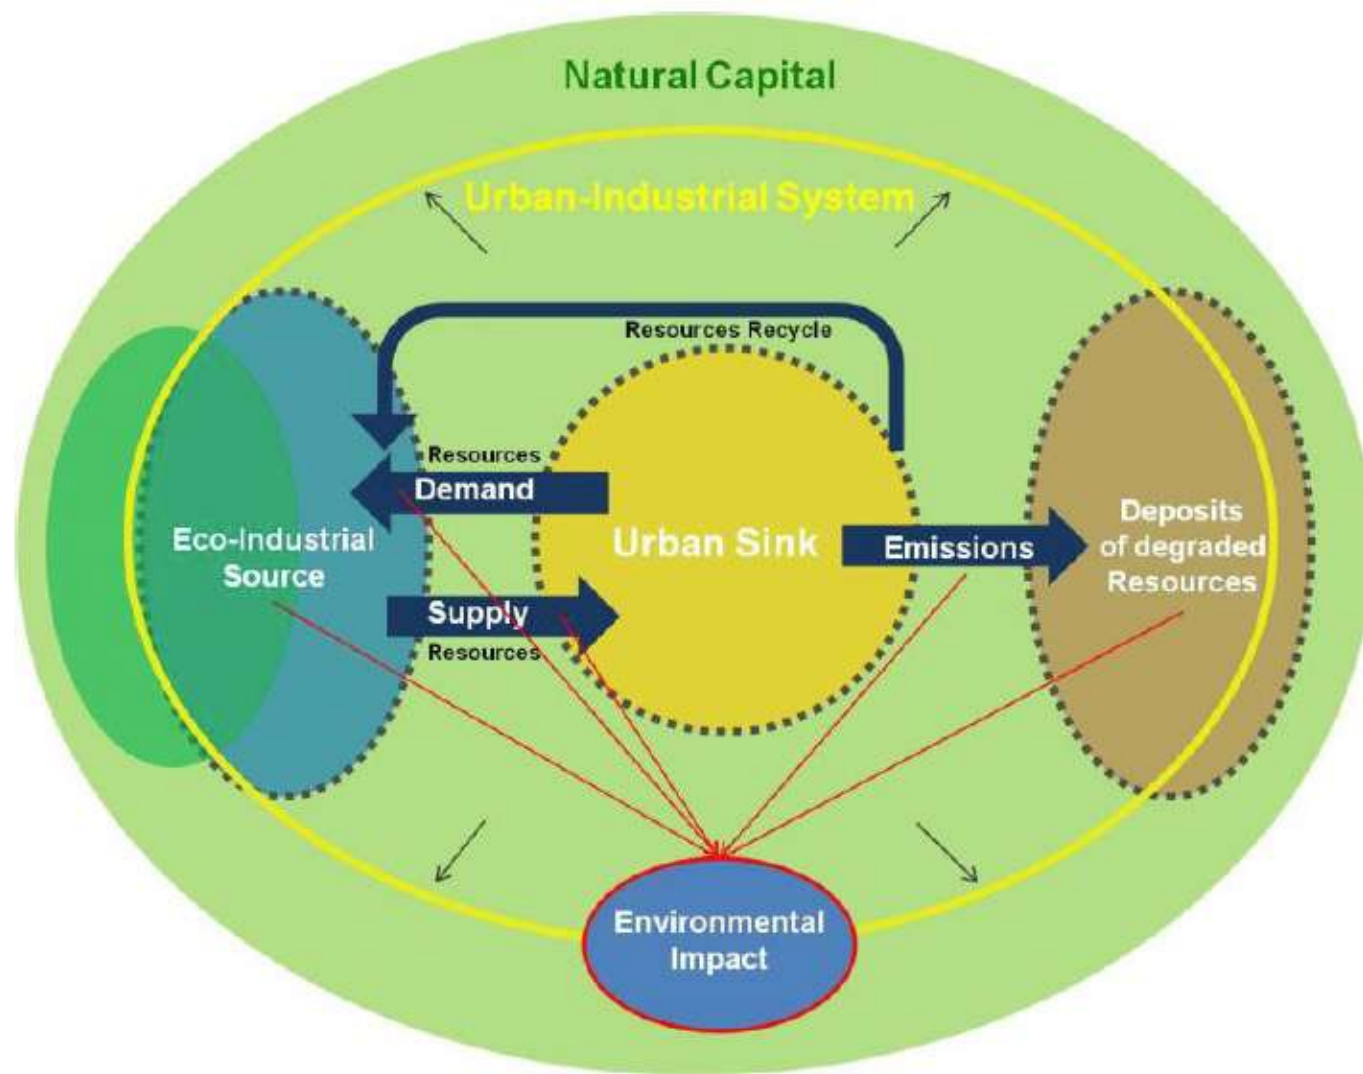 Natural Capital
Urban-Industrial System
Resources Recycle
Resources
Demand
Eco-Industrial
Source
Supply
Resources
Urban Sink
Emissions
Deposits
of degraded
Resources
Environmental
Impact